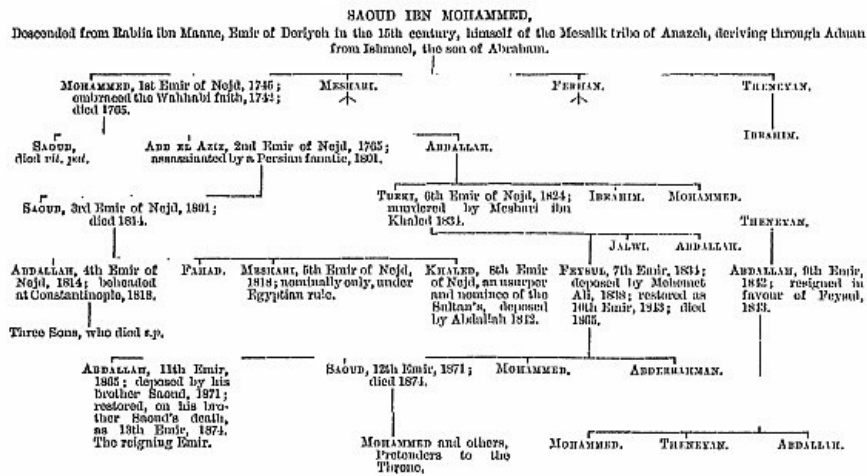 SAOUD IBN MOHAMMED,
Descended from Rabiia ibn Maane, Emir of Deriyeh in the 15th century, himself of the Mesalik tribe of Anazeh, deriving through Adnan
from Ishmael, the son of Abraham.
MOHAMMED, 1st Emir of Nejd, 1745;
embraced the Wahhabi faith, 1742;
died 1765.
MESHARI.
FERHAN.
THENEYAN.
IBRAHIM.
SAOUD,
died vit. pat.
ABD EL AZIZ, 2nd Emir of Nejd, 1765;
assassinated by a Persian fanatic, 1801.
ABDALLAH.
SAOUD, 3rd Emir of Nejd, 1801;
died 1814.
TURKI, 6th Emir of Nejd, 1824;
murdered by Meshari ibn
Khaled 1834.
IBRAHIM.
MOHAMMED.
THENEYAN.
JALWI.
ABDALLAH.
ABDALLAH, 4th Emir of
Nejd, 1814; beheaded
at Constantinople, 1818.
FAHAD.
MESHARI, 5th Emir of Nejd,
1818; nominally only, under
Egyptian rule.
KHALED, 8th Emir
of Nejd, an usurper
and nominee of the
Sultan's, deposed
by Abdallah 1842.
FEYSUL, 7th Emir, 1834;
deposed by Mehemet
Ali, 1838; restored as
10th Emir, 1843; died
1865.
ABDALLAH, 9th Emir,
1842; resigned in
favour of Feysul,
1843.
Three Sons, who died s.p.
ABDALLAH, 11th Emir,
1865; deposed by his
brother Saoud, 1871;
restored, on his bro-
ther Saoud's death,
as 13th Emir, 1874.
The reigning Emir.
SAOUD, 12th Emir, 1871;
died 1874.
MOHAMMED.
ABDERRAHMAN.
MOHAMMED and others,
Pretenders to the
Throne,
MOHAMMED.
THENEYAN.
ABDALLAH.